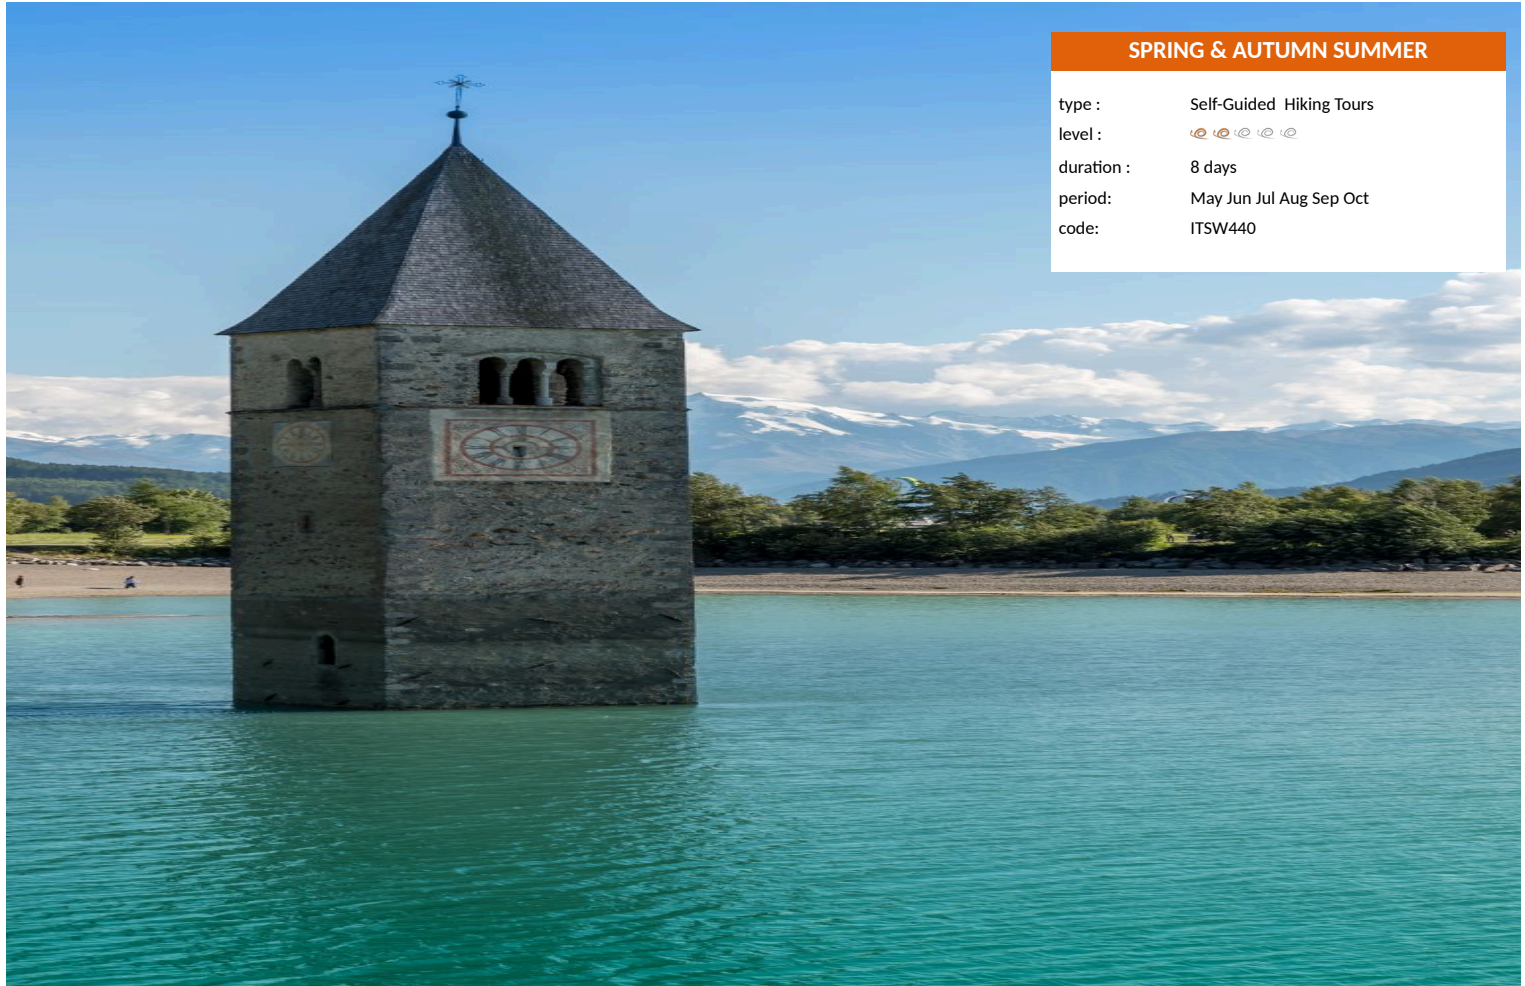 SPRING & AUTUMN SUMMER
type : Self-Guided  Hiking Tours
level :
duration : 8 days
period: May Jun Jul Aug Sep Oct
code: ITSW440